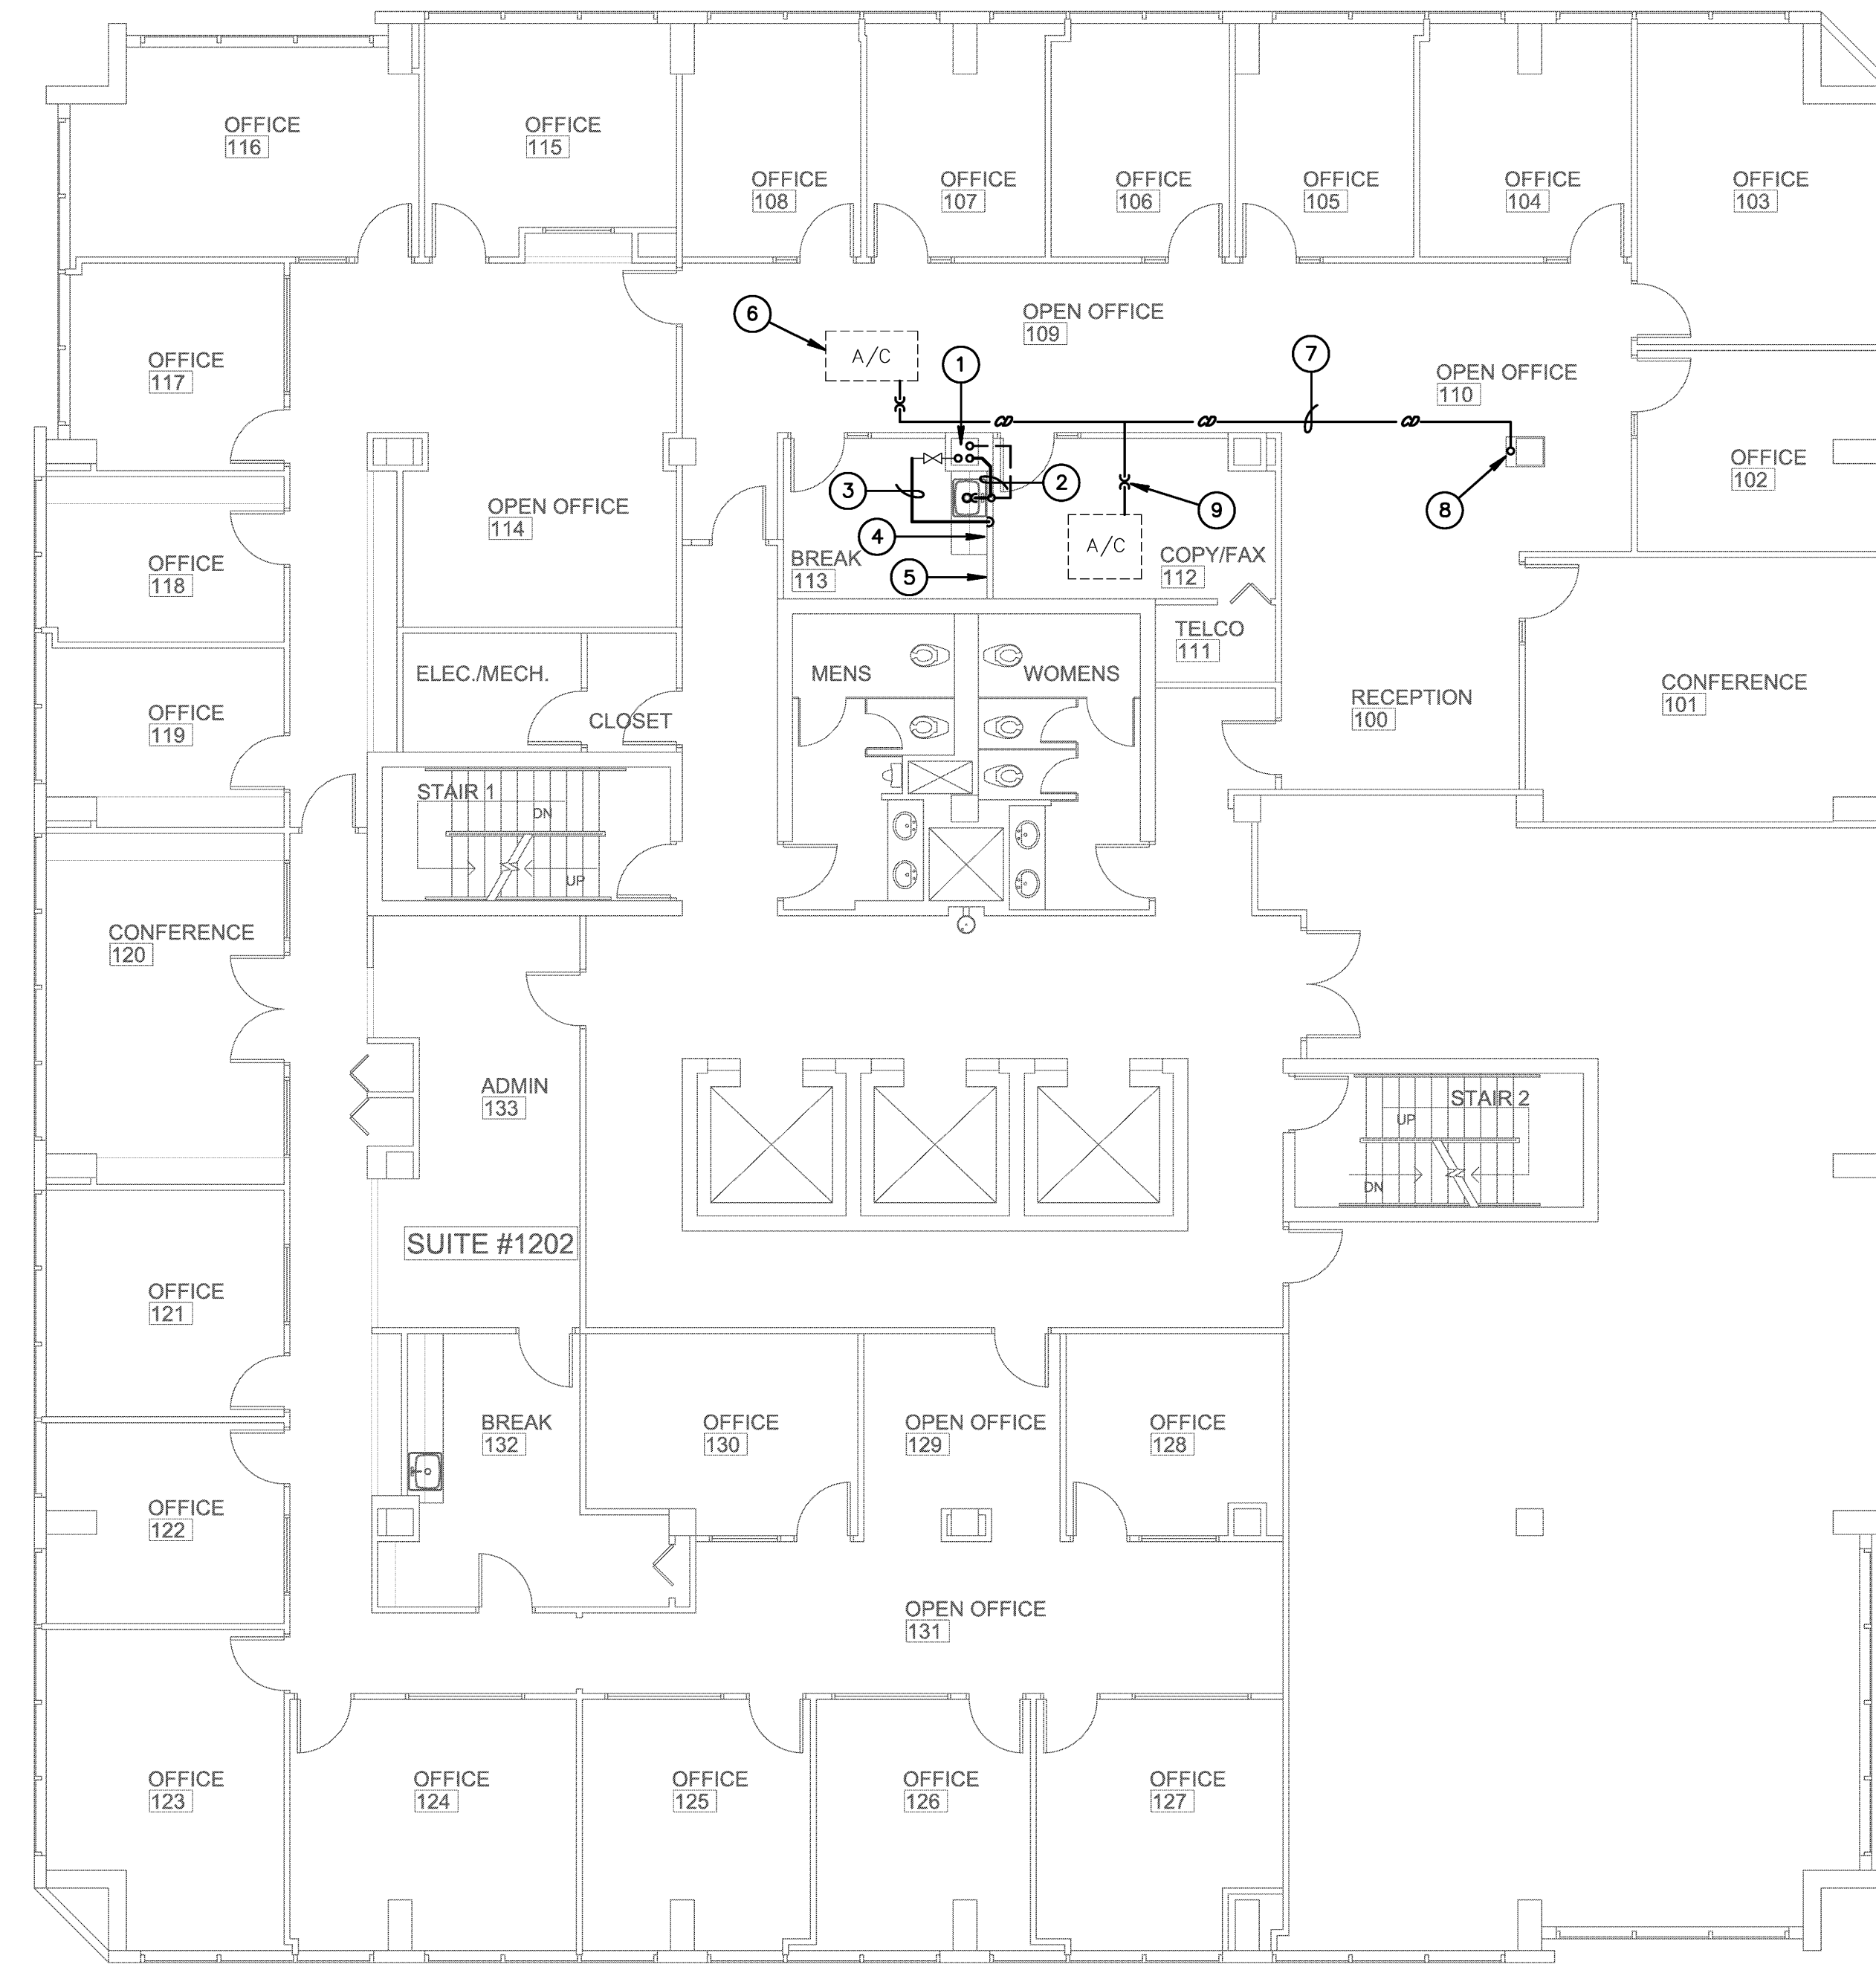 OFFICE
116
OFFICE
115
OFFICE
108
OFFICE
107
OFFICE
106
OFFICE
105
OFFICE
104
OFFICE
103
6
A/C
OPEN OFFICE
109
1
7
OFFICE
117
OPEN OFFICE
110
OFFICE
102
3
2
8
9
OPEN OFFICE
114
4
A/C
BREAK
113
5
COPY/FAX
112
OFFICE
118
TELCO
111
ELEC./MECH.
MENS
WOMENS
CONFERENCE
101
RECEPTION
100
OFFICE
119
CLOSET
STAIR 1
DN
UP
CONFERENCE
120
ADMIN
133
STAIR 2
UP
DN
SUITE #1202
OFFICE
121
BREAK
132
OFFICE
130
OPEN OFFICE
129
OFFICE
128
OFFICE
122
OPEN OFFICE
131
OFFICE
123
OFFICE
124
OFFICE
125
OFFICE
126
OFFICE
127